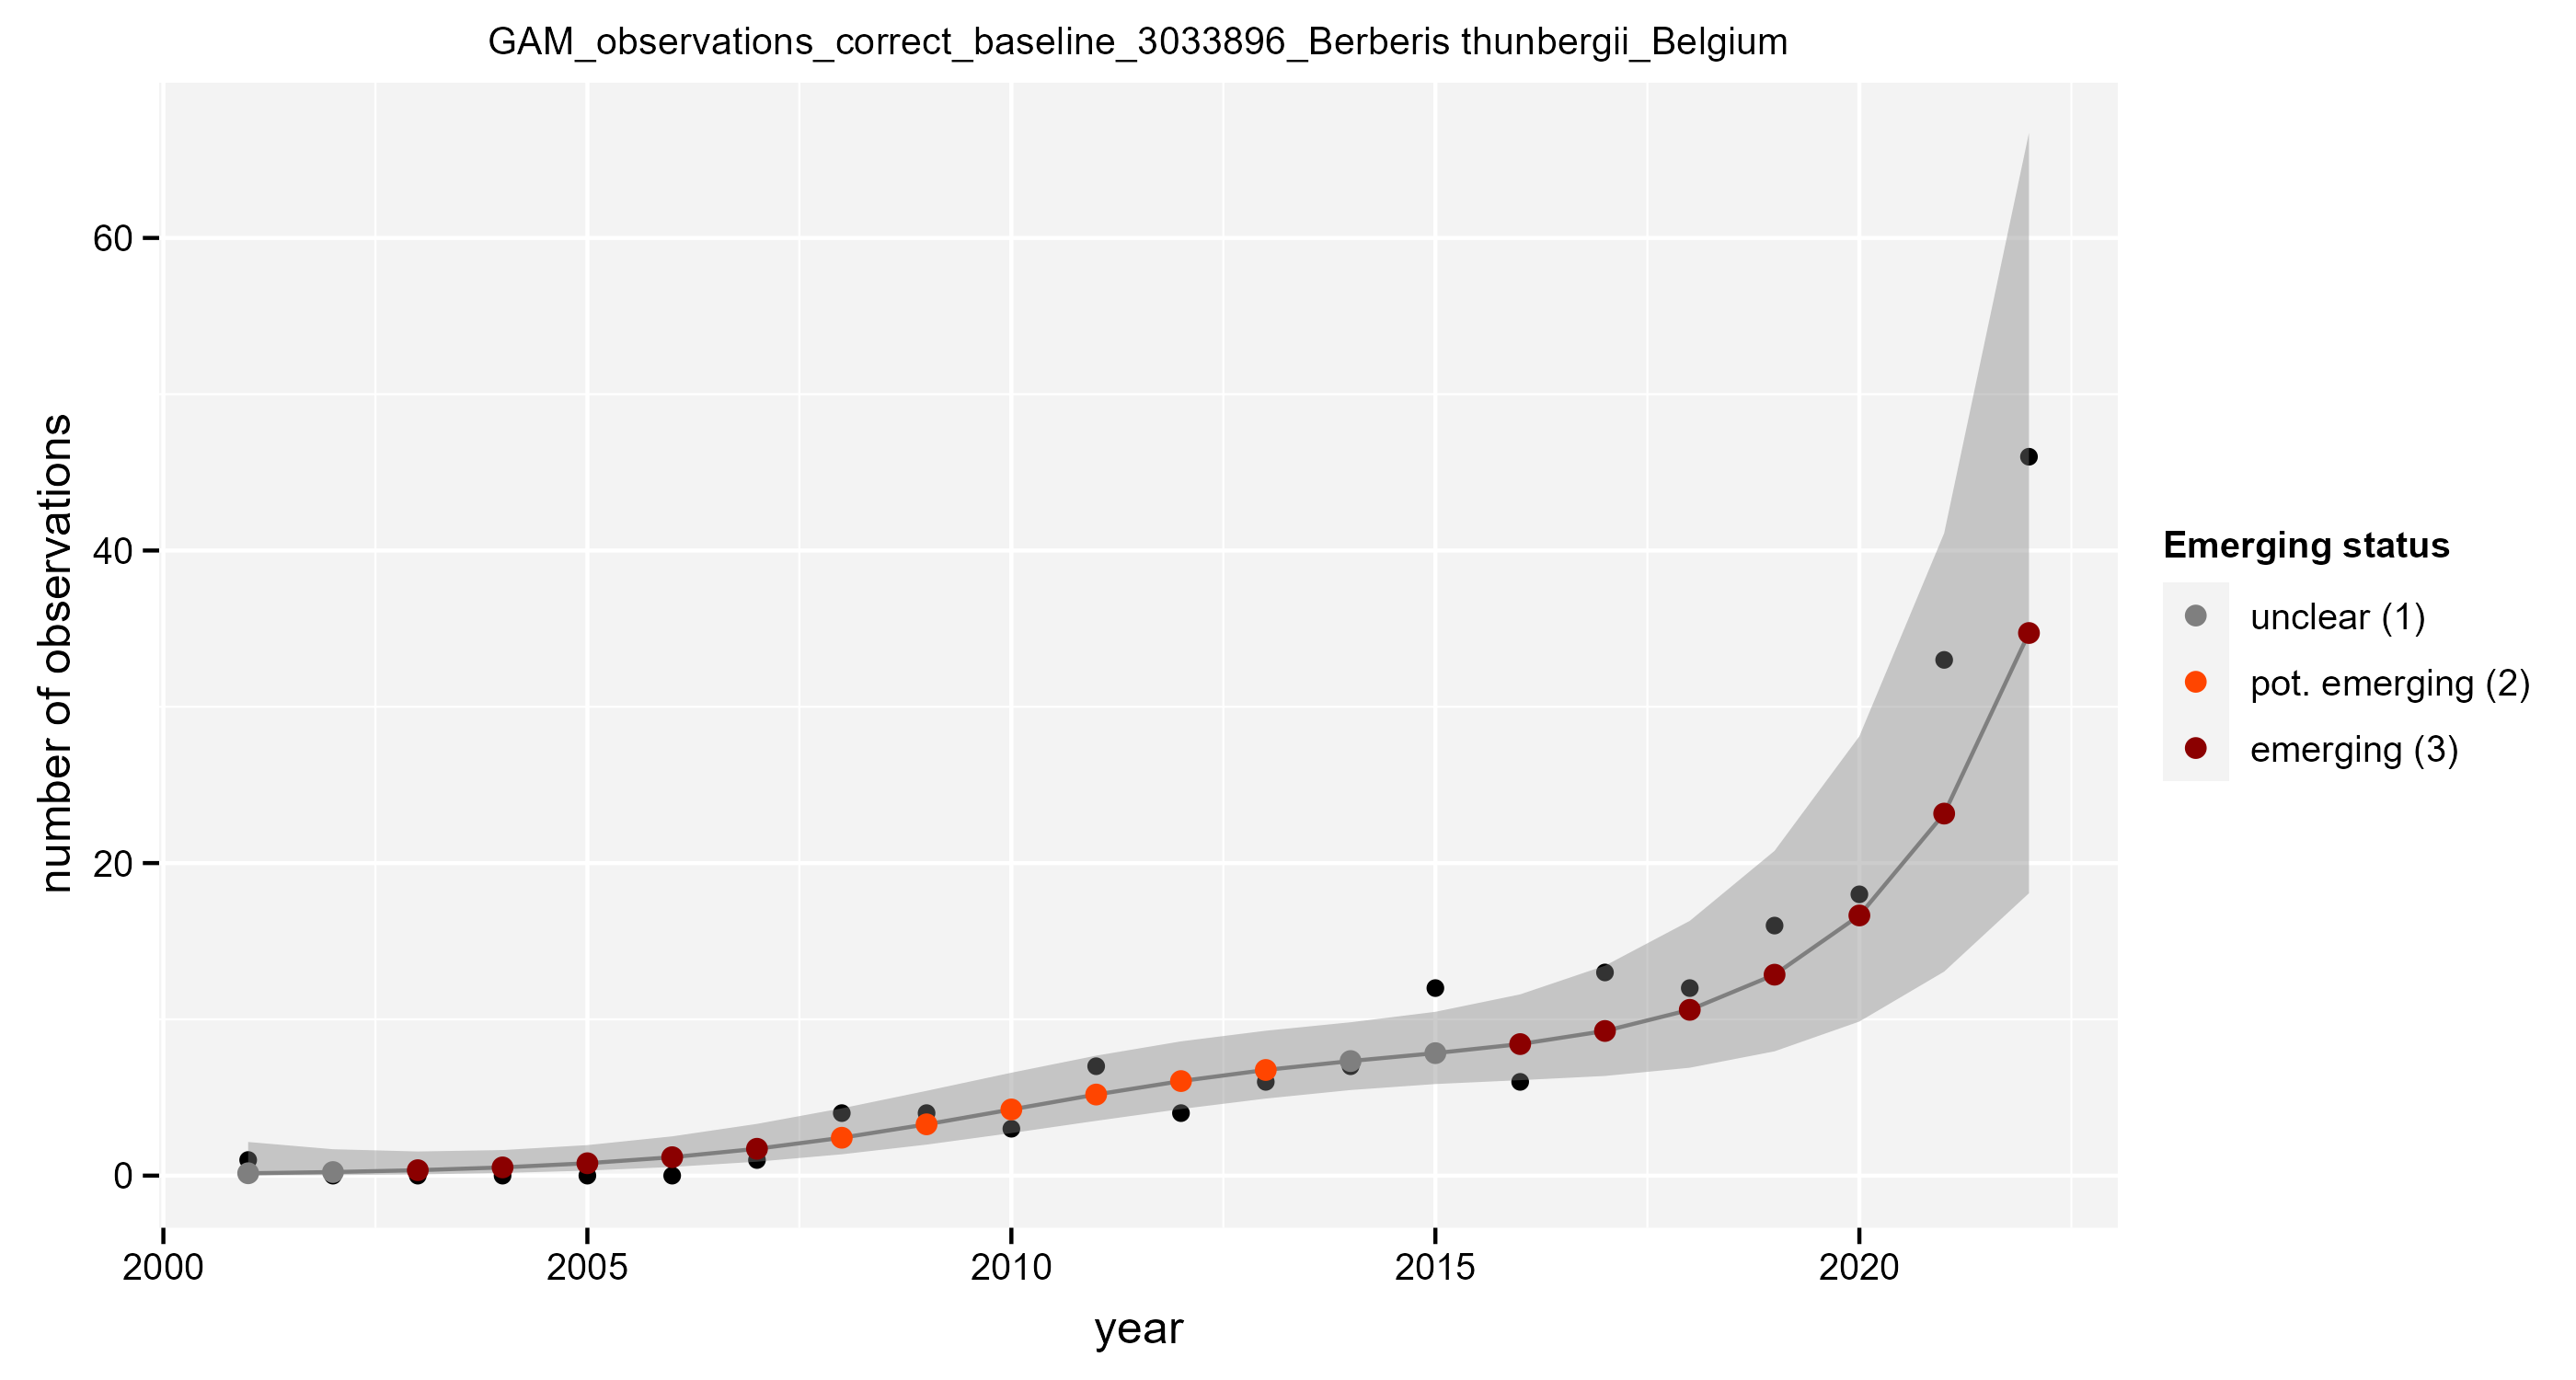 GAM_observations_correct_baseline_3033896_Berberis thunbergii_Belgium
number of observations
60
40
20
0
2000 2005 2010 2015 2020
year
Emerging status
unclear (1)
pot. emerging (2)
emerging (3)